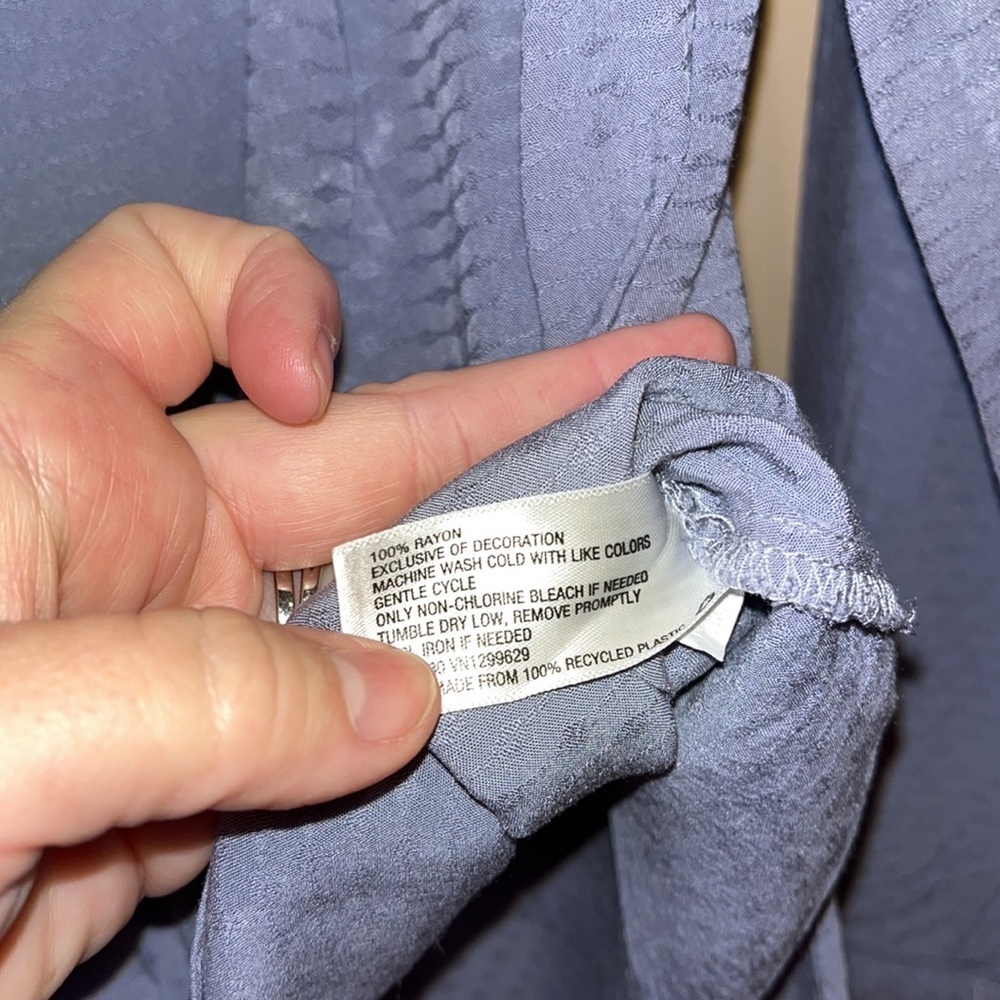 100% RAYON
EXCLUSIVE OF DECORATION
MACHINE WASH COLD WITH LIKE COLORS
GENTLE CYCLE
ONLY NON-CHLORINE BLEACH IF NEEDED
TUMBLE DRY LOW, REMOVE PROMPTLY
IRON IF NEEDED
VN1299629
MADE FROM 100% RECYCLED PLASTIC